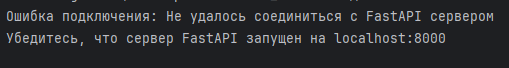 Ошибка подключения: Не удалось соединиться с FastAPI сервером
Убедитесь, что сервер FastAPI запущен на localhost:8000